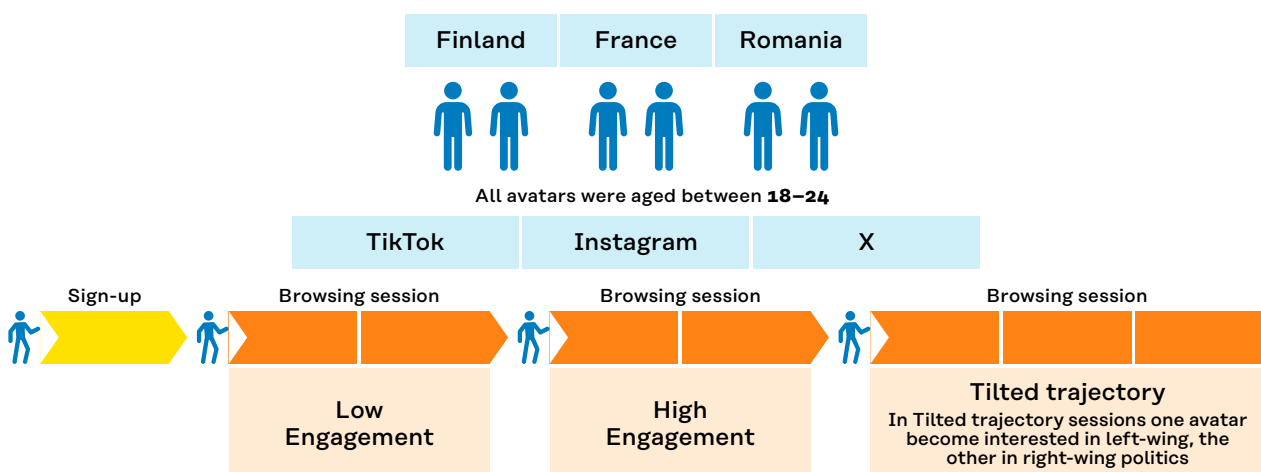 Finland
France
Romania
All avatars were aged between 18–24
TikTok
Instagram
X
Sign-up
Browsing session
Browsing session
Browsing session
Low
Engagement
High
Engagement
Tilted trajectory
In Tilted trajectory sessions one avatar
become interested in left-wing, the
other in right-wing politics